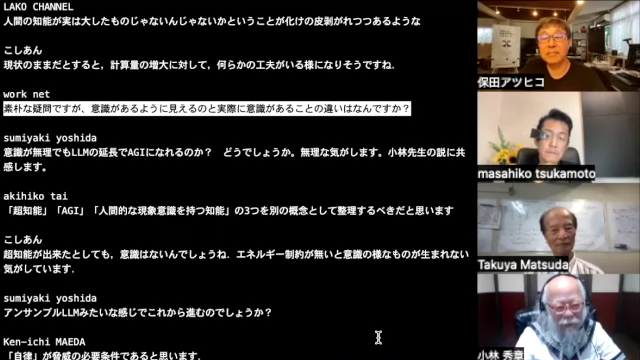 LAKO CHANNEL
人間の知能が実は大したものじゃないんじゃないかということが化けの皮剥がれつつあるような
こしあん
現状のままだとすると，計算量の増大に対して，何らかの工夫がいる様になりそうですね．
work net
素朴な疑問ですが、意識があるように見えるのと実際に意識があることの違いはなんですか？
sumiyaki yoshida
意識が無理でもLLMの延長でAGIになれるのか？　どうでしょうか。無理な気がします。小林先生の説に共
感します。
akihiko tai
「超知能」「AGI」「人間的な現象意識を持つ知能」の3つを別の概念として整理するべきだと思います
こしあん
超知能が出来たとしても，意識はないんでしょうね．エネルギー制約が無いと意識の様なものが生まれない
気がしています．
sumiyaki yoshida
アンサンブルLLMみたいな感じでこれから進むのでしょうか？
Ken-ichi MAEDA
「自律」が脅威の必要条件であると思います．
保田アツヒコ
masahiko tsukamoto
Takuya Matsuda
小林 秀章